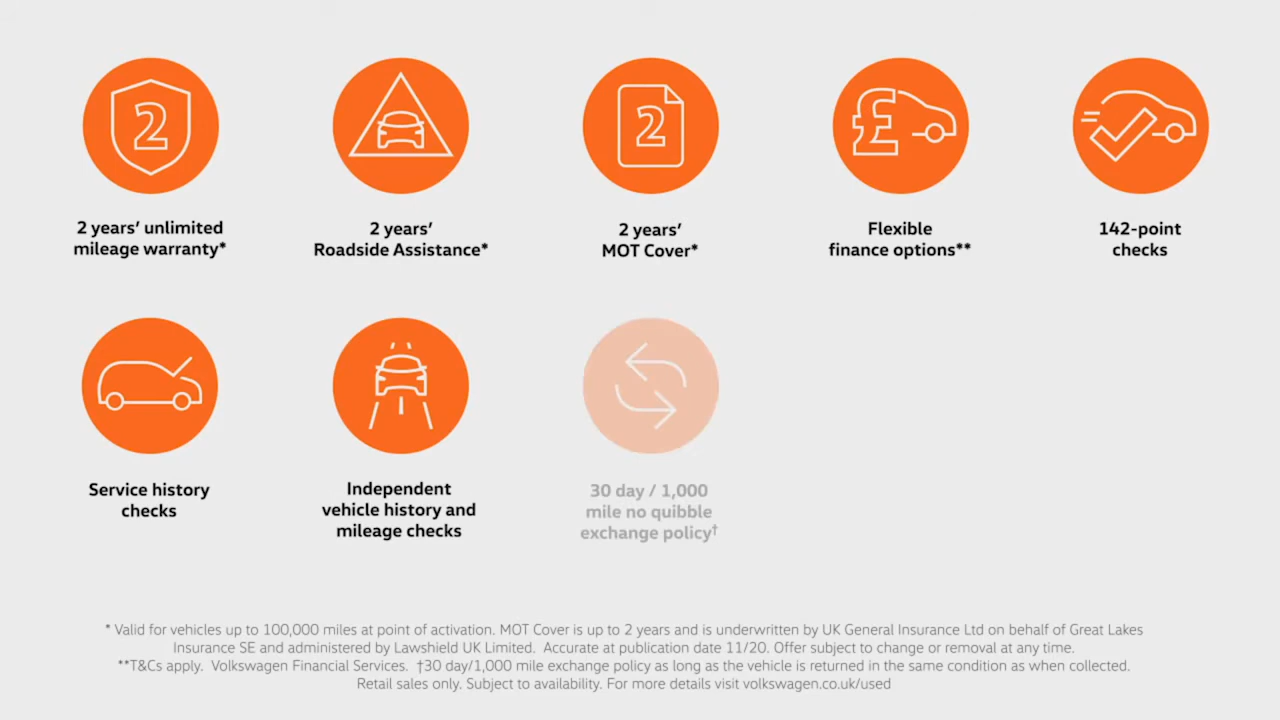 2
2
£
2 years' unlimited
mileage warranty*
2 years'
Roadside Assistance*
2 years'
MOT Cover*
Flexible
finance options**
142-point
checks
Service history
checks
Independent
vehicle history and
mileage checks
30 day / 1,000
mile no quibble
exchange policy†
* Valid for vehicles up to 100,000 miles at point of activation. MOT Cover is up to 2 years and is underwritten by UK General Insurance Ltd on behalf of Great Lakes
Insurance SE and administered by Lawshield UK Limited. Accurate at publication date 11/20. Offer subject to change or removal at any time.
**T&Cs apply. Volkswagen Financial Services. †30 day/1,000 mile exchange policy as long as the vehicle is returned in the same condition as when collected.
Retail sales only. Subject to availability. For more details visit volkswagen.co.uk/used